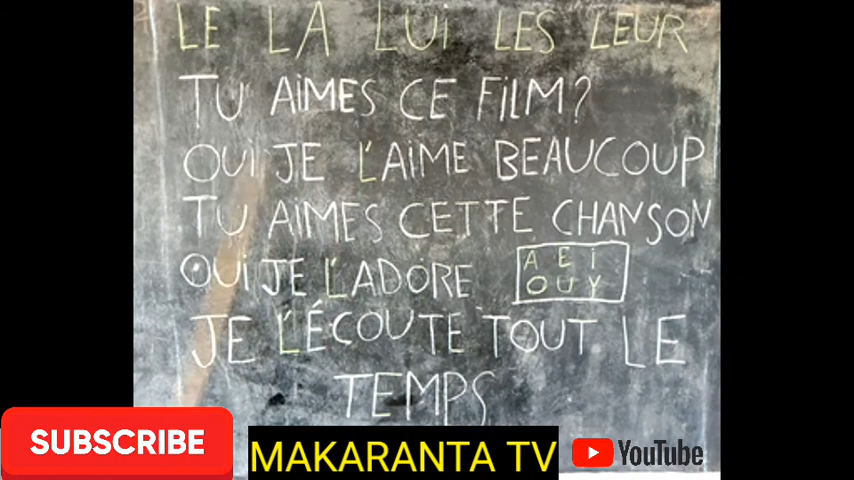 LE LA LUi LES LEUR
TU AiMES CE FiLM?
OUi JE L'AiME BEAUCOUP
TU AiMES CETTE CHANSON
OUi JE L'ADORE
A E i
O U Y
JE L'ÉCOUTE TOUT LE
TEMPS
SUBSCRIBE
MAKARANTA TV
YouTube